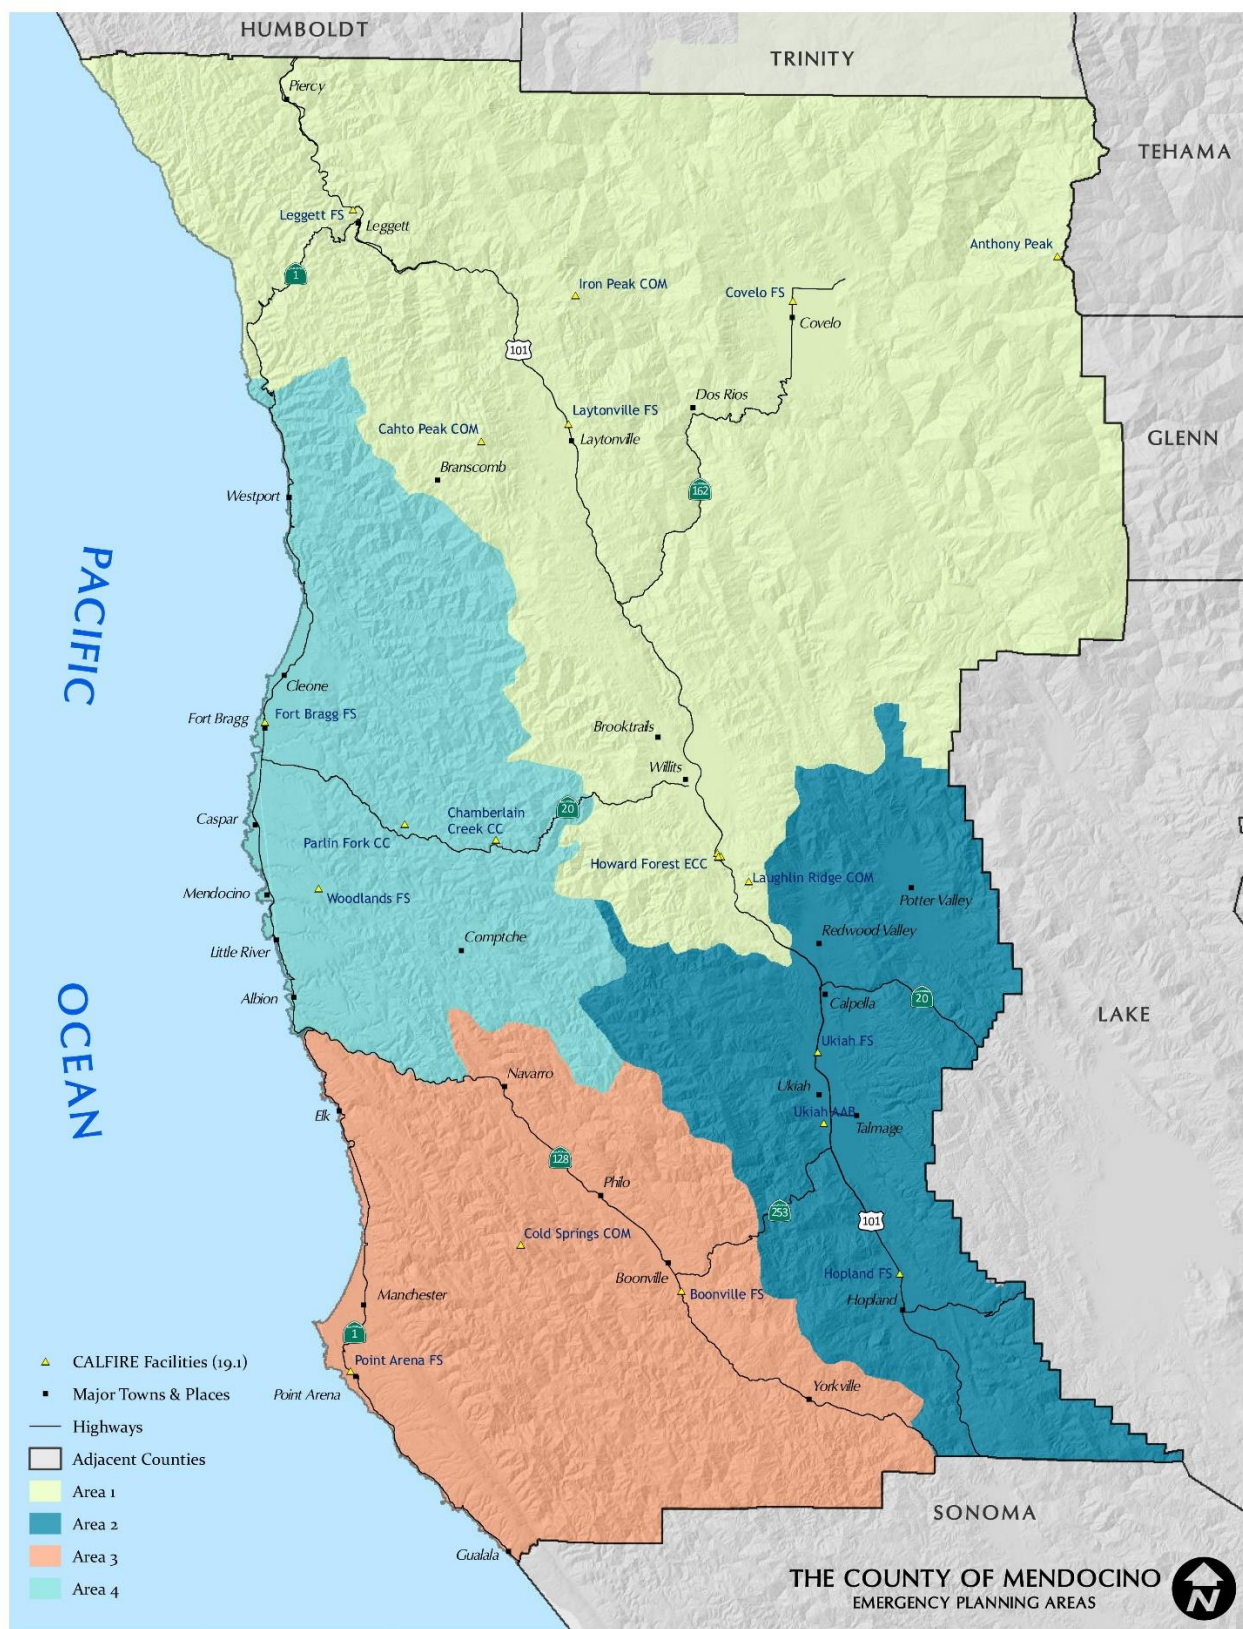 HUMBOLDT
TRINITY
Piercy
TEHAMA
Leggett FS
Leggett
Anthony Peak
1
Iron Peak COM
Covelo FS
Covelo
101
Dos Rios
Laytonville FS
Cahto Peak COM
Laytonville
GLENN
Branscomb
162
Westport
PACIFIC
Cleone
Fort Bragg
Fort Bragg FS
Brooktrails
Willits
20
Caspar
Chamberlain
Creek CC
Parlin Fork CC
Howard Forest ECC
Laughlin Ridge COM
Mendocino
Woodlands FS
Potter Valley
Redwood Valley
Comptche
Little River
Albion
Calpella
20
LAKE
OCEAN
Ukiah FS
Navarro
Ukiah
Elk
Ukiah AAB
Talmage
128
Philo
253
101
Cold Springs COM
Boonville
Hopland FS
Boonville FS
Manchester
Hopland
1
Point Arena FS
Point Arena
Yorkville
CALFIRE Facilities (19.1)
Major Towns & Places
Highways
Adjacent Counties
Area 1
Area 2
Area 3
Area 4
Gualala
SONOMA
THE COUNTY OF MENDOCINO
EMERGENCY PLANNING AREAS
N